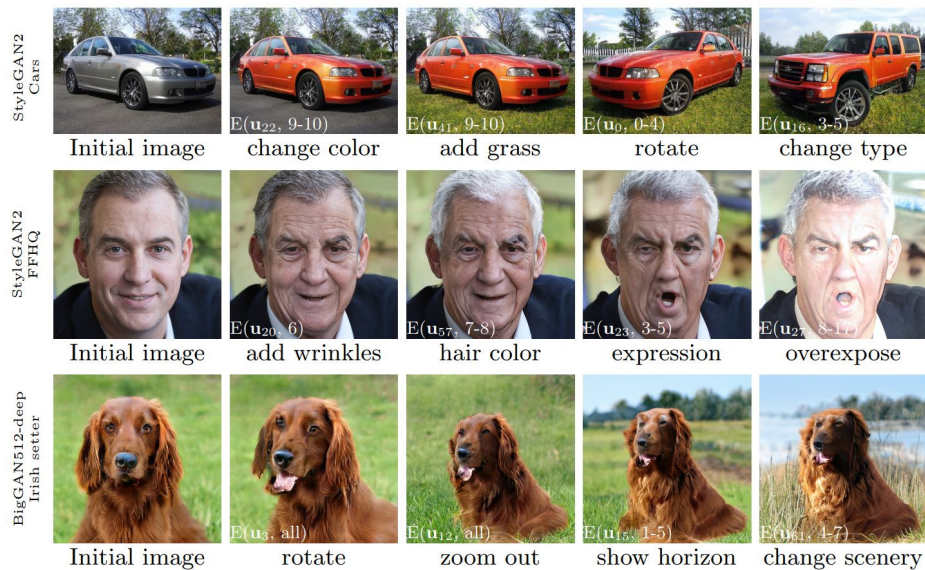 StyleGAN2
Cars
E(u₂₂, 9-10)
E(u₄₁, 9-10)
E(u₀, 0-4)
E(u₁₆, 3-5)
Initial image
change color
add grass
rotate
change type
StyleGAN2
FFHQ
E(u₂₀, 6)
E(u₅₇, 7-8)
E(u₂₃, 3-5)
E(u₂₇, 8-17)
Initial image
add wrinkles
hair color
expression
overexpose
BigGAN512-deep
Irish setter
E(u₃, all)
E(u₁₂, all)
E(u₁₅, 1-5)
E(u₆₁, 4-7)
Initial image
rotate
zoom out
show horizon
change scenery